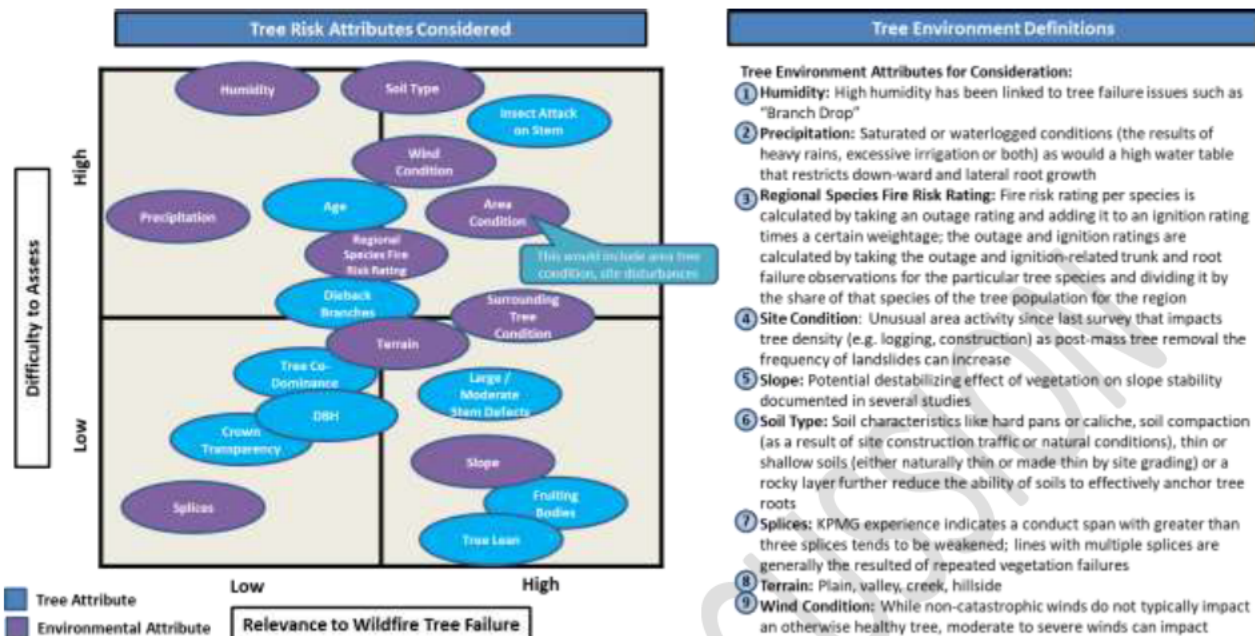 Tree Risk Attributes Considered
Humidity
Soil Type
Insect Attack
on Stem
Wind
Condition
Age
Area
Condition
Precipitation
Regional
Species Fire
Risk Rating
This would include area tree
condition, site disturbances
Dieback
Branches
Surrounding
Tree
Condition
Terrain
Tree Co-
Dominance
Large /
Moderate
Stem Defects
DBH
Crown
Transparency
Slope
Splices
Fruiting
Bodies
Tree Lean
Difficulty to Assess
High
Low
Low
High
Relevance to Wildfire Tree Failure
Tree Attribute
Environmental Attribute
Tree Environment Definitions
Tree Environment Attributes for Consideration:
1 Humidity: High humidity has been linked to tree failure issues such as
"Branch Drop"
2 Precipitation: Saturated or waterlogged conditions (the results of
heavy rains, excessive irrigation or both) as would a high water table
that restricts down-ward and lateral root growth
3 Regional Species Fire Risk Rating: Fire risk rating per species is
calculated by taking an outage rating and adding it to an ignition rating
times a certain weightage; the outage and ignition ratings are
calculated by taking the outage and ignition-related trunk and root
failure observations for the particular tree species and dividing it by
the share of that species of the tree population for the region
4 Site Condition: Unusual area activity since last survey that impacts
tree density (e.g. logging, construction) as post-mass tree removal the
frequency of landslides can increase
5 Slope: Potential destabilizing effect of vegetation on slope stability
documented in several studies
6 Soil Type: Soil characteristics like hard pans or caliche, soil compaction
(as a result of site construction traffic or natural conditions), thin or
shallow soils (either naturally thin or made thin by site grading) or a
rocky layer further reduce the ability of soils to effectively anchor tree
roots
7 Splices: KPMG experience indicates a conduct span with greater than
three splices tends to be weakened; lines with multiple splices are
generally the resulted of repeated vegetation failures
8 Terrain: Plain, valley, creek, hillside
9 Wind Condition: While non-catastrophic winds do not typically impact
an otherwise healthy tree, moderate to severe winds can impact